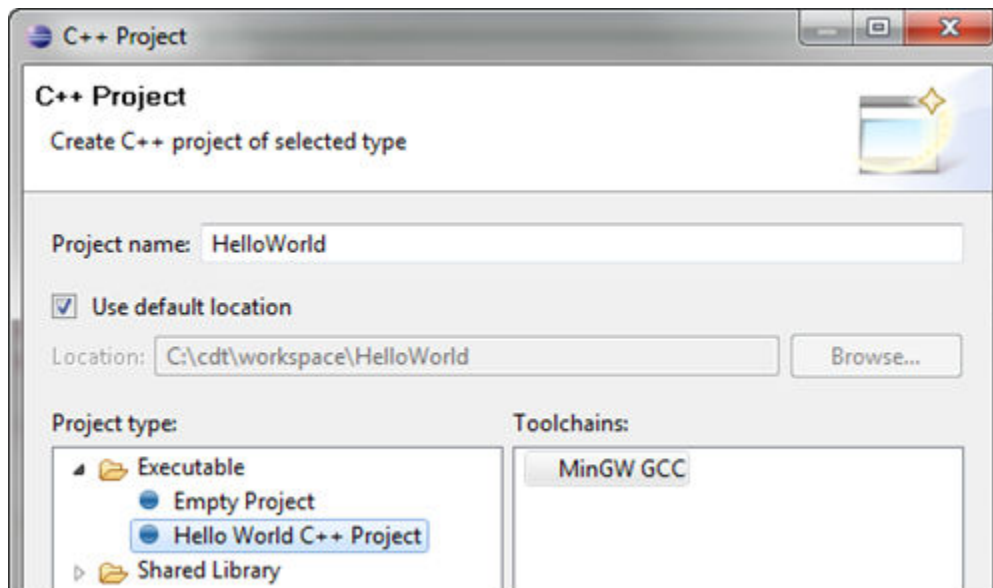 C++ Project
C++ Project
Create C++ project of selected type
Project name: HelloWorld
Use default location
Location: C:\cdt\workspace\HelloWorld Browse...
Project type: Toolchains:
Executable MinGW GCC
Empty Project
Hello World C++ Project
Shared Library